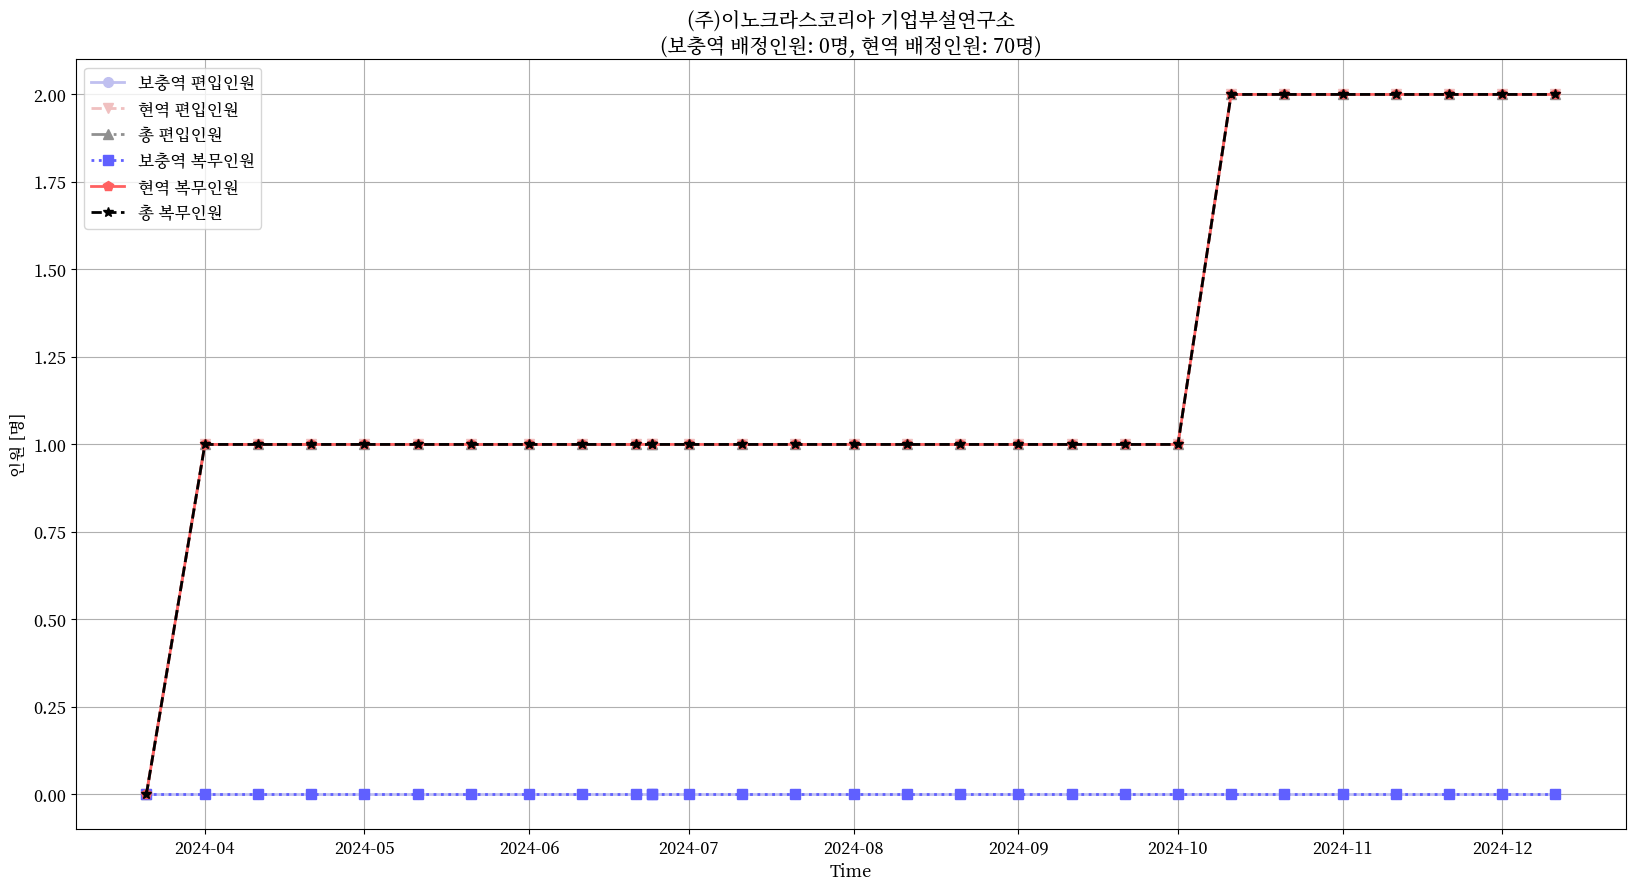 (주)이노크라스코리아 기업부설연구소
(보충역 배정인원: 0명, 현역 배정인원: 70명)
보충역 편입인원
현역 편입인원
총 편입인원
보충역 복무인원
현역 복무인원
총 복무인원
2.00
1.75
1.50
1.25
1.00
0.75
0.50
0.25
0.00
인원 [명]
2024-04 2024-05 2024-06 2024-07 2024-08 2024-09 2024-10 2024-11 2024-12
Time